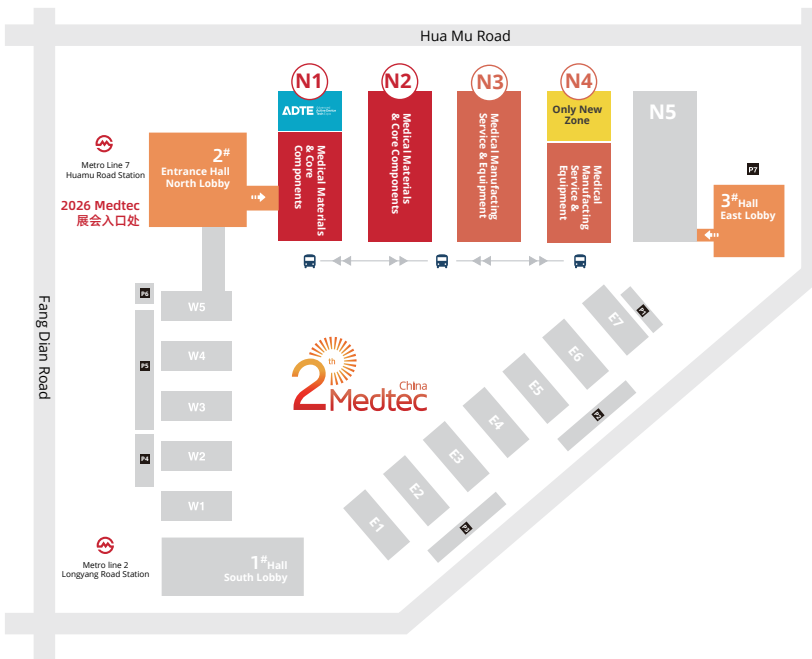 Hua Mu Road
N1
N2
N3
N4
ADTE
Medical Materials
& Core
Components
Medical Materials
& Core Components
Medical Manufacting
Service & Equipment
Only New
Zone
Medical
Manufacting
Service &
Equipment
N5
Metro Line 7
Huamu Road Station
2026 Medtec
展会入口处
2#
Entrance Hall
North Lobby
P7
3# Hall
East Lobby
Fang Dian Road
P6
P5
P4
W5
W4
W3
W2
W1
20th
China
Medtec
E7
E6
E5
E4
E3
E2
E1
Metro line 2
Longyang Road Station
1# Hall
South Lobby